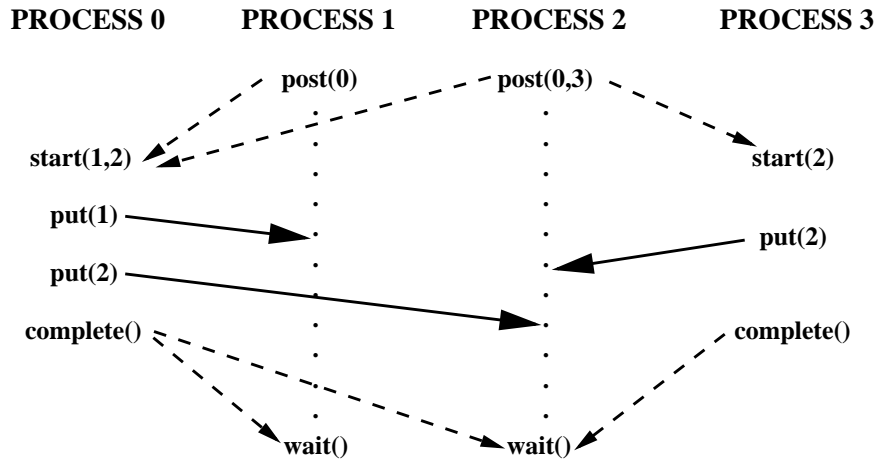 PROCESS 0 PROCESS 1 PROCESS 2 PROCESS 3
post(0) post(0,3)
start(1,2) start(2)
put(1)
put(2)
put(2)
complete() complete()
wait() wait()